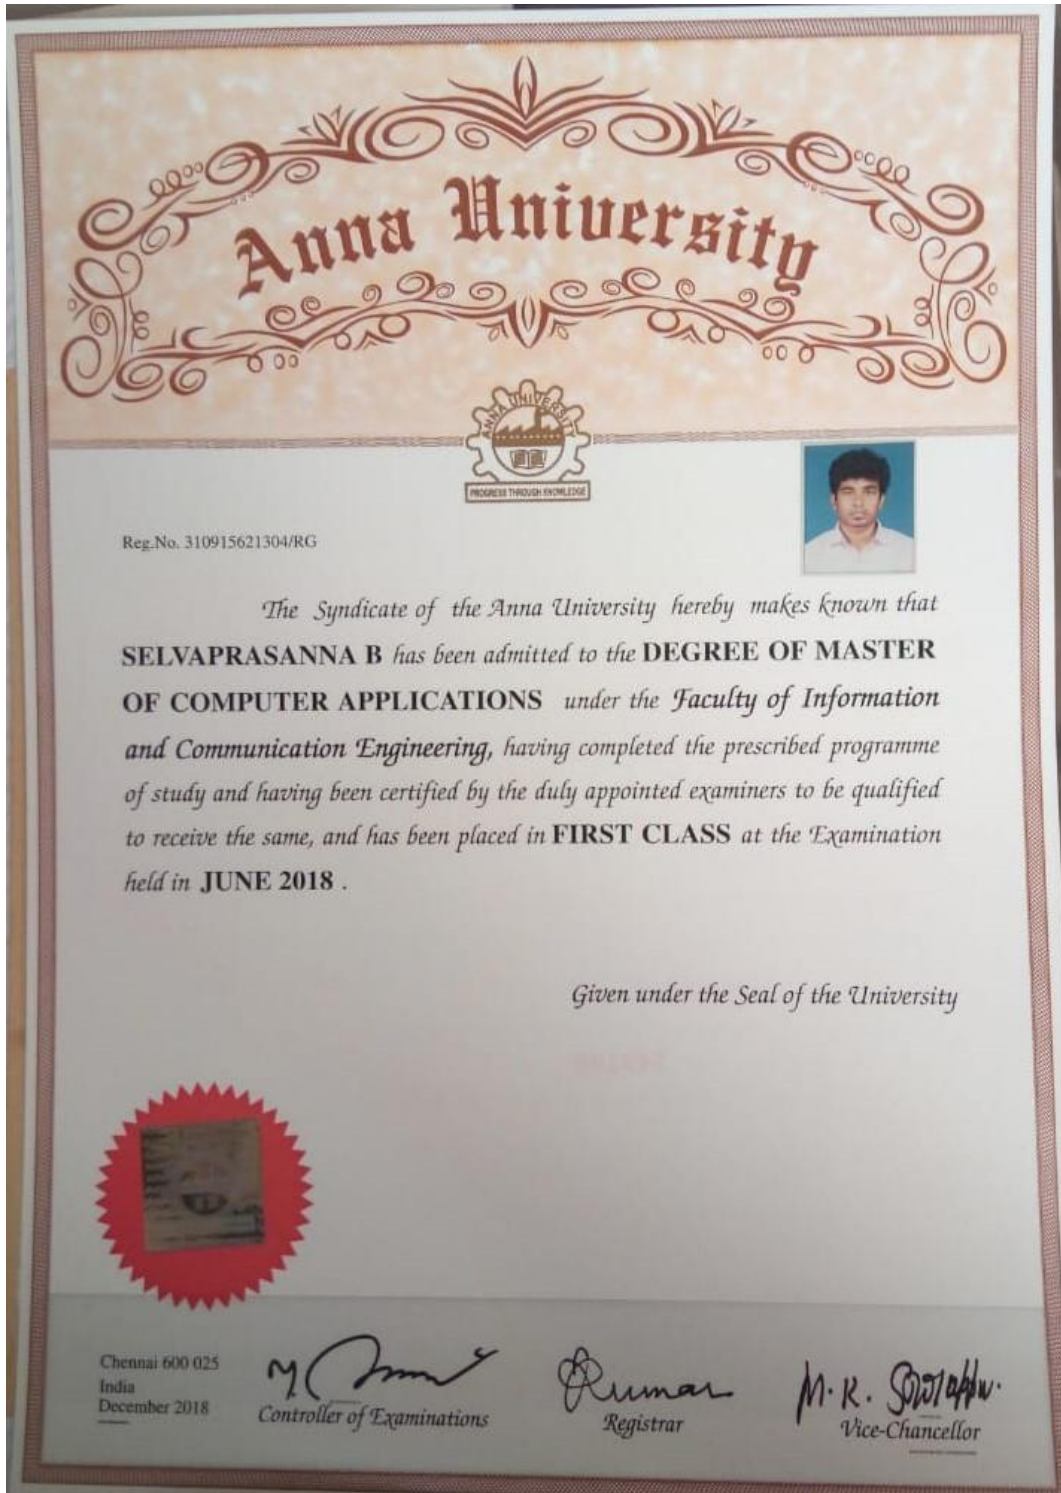 Anna University
ANNA UNIVERSITY
PROGRESS THROUGH KNOWLEDGE
Reg.No. 310915621304/RG
The Syndicate of the Anna University hereby makes known that
SELVAPRASANNA B has been admitted to the DEGREE OF MASTER
OF COMPUTER APPLICATIONS under the Faculty of Information
and Communication Engineering, having completed the prescribed programme
of study and having been certified by the duly appointed examiners to be qualified
to receive the same, and has been placed in FIRST CLASS at the Examination
held in JUNE 2018 .
Given under the Seal of the University
Chennai 600 025
India
December 2018
Controller of Examinations
Kumar
Registrar
M. K.
Vice-Chancellor